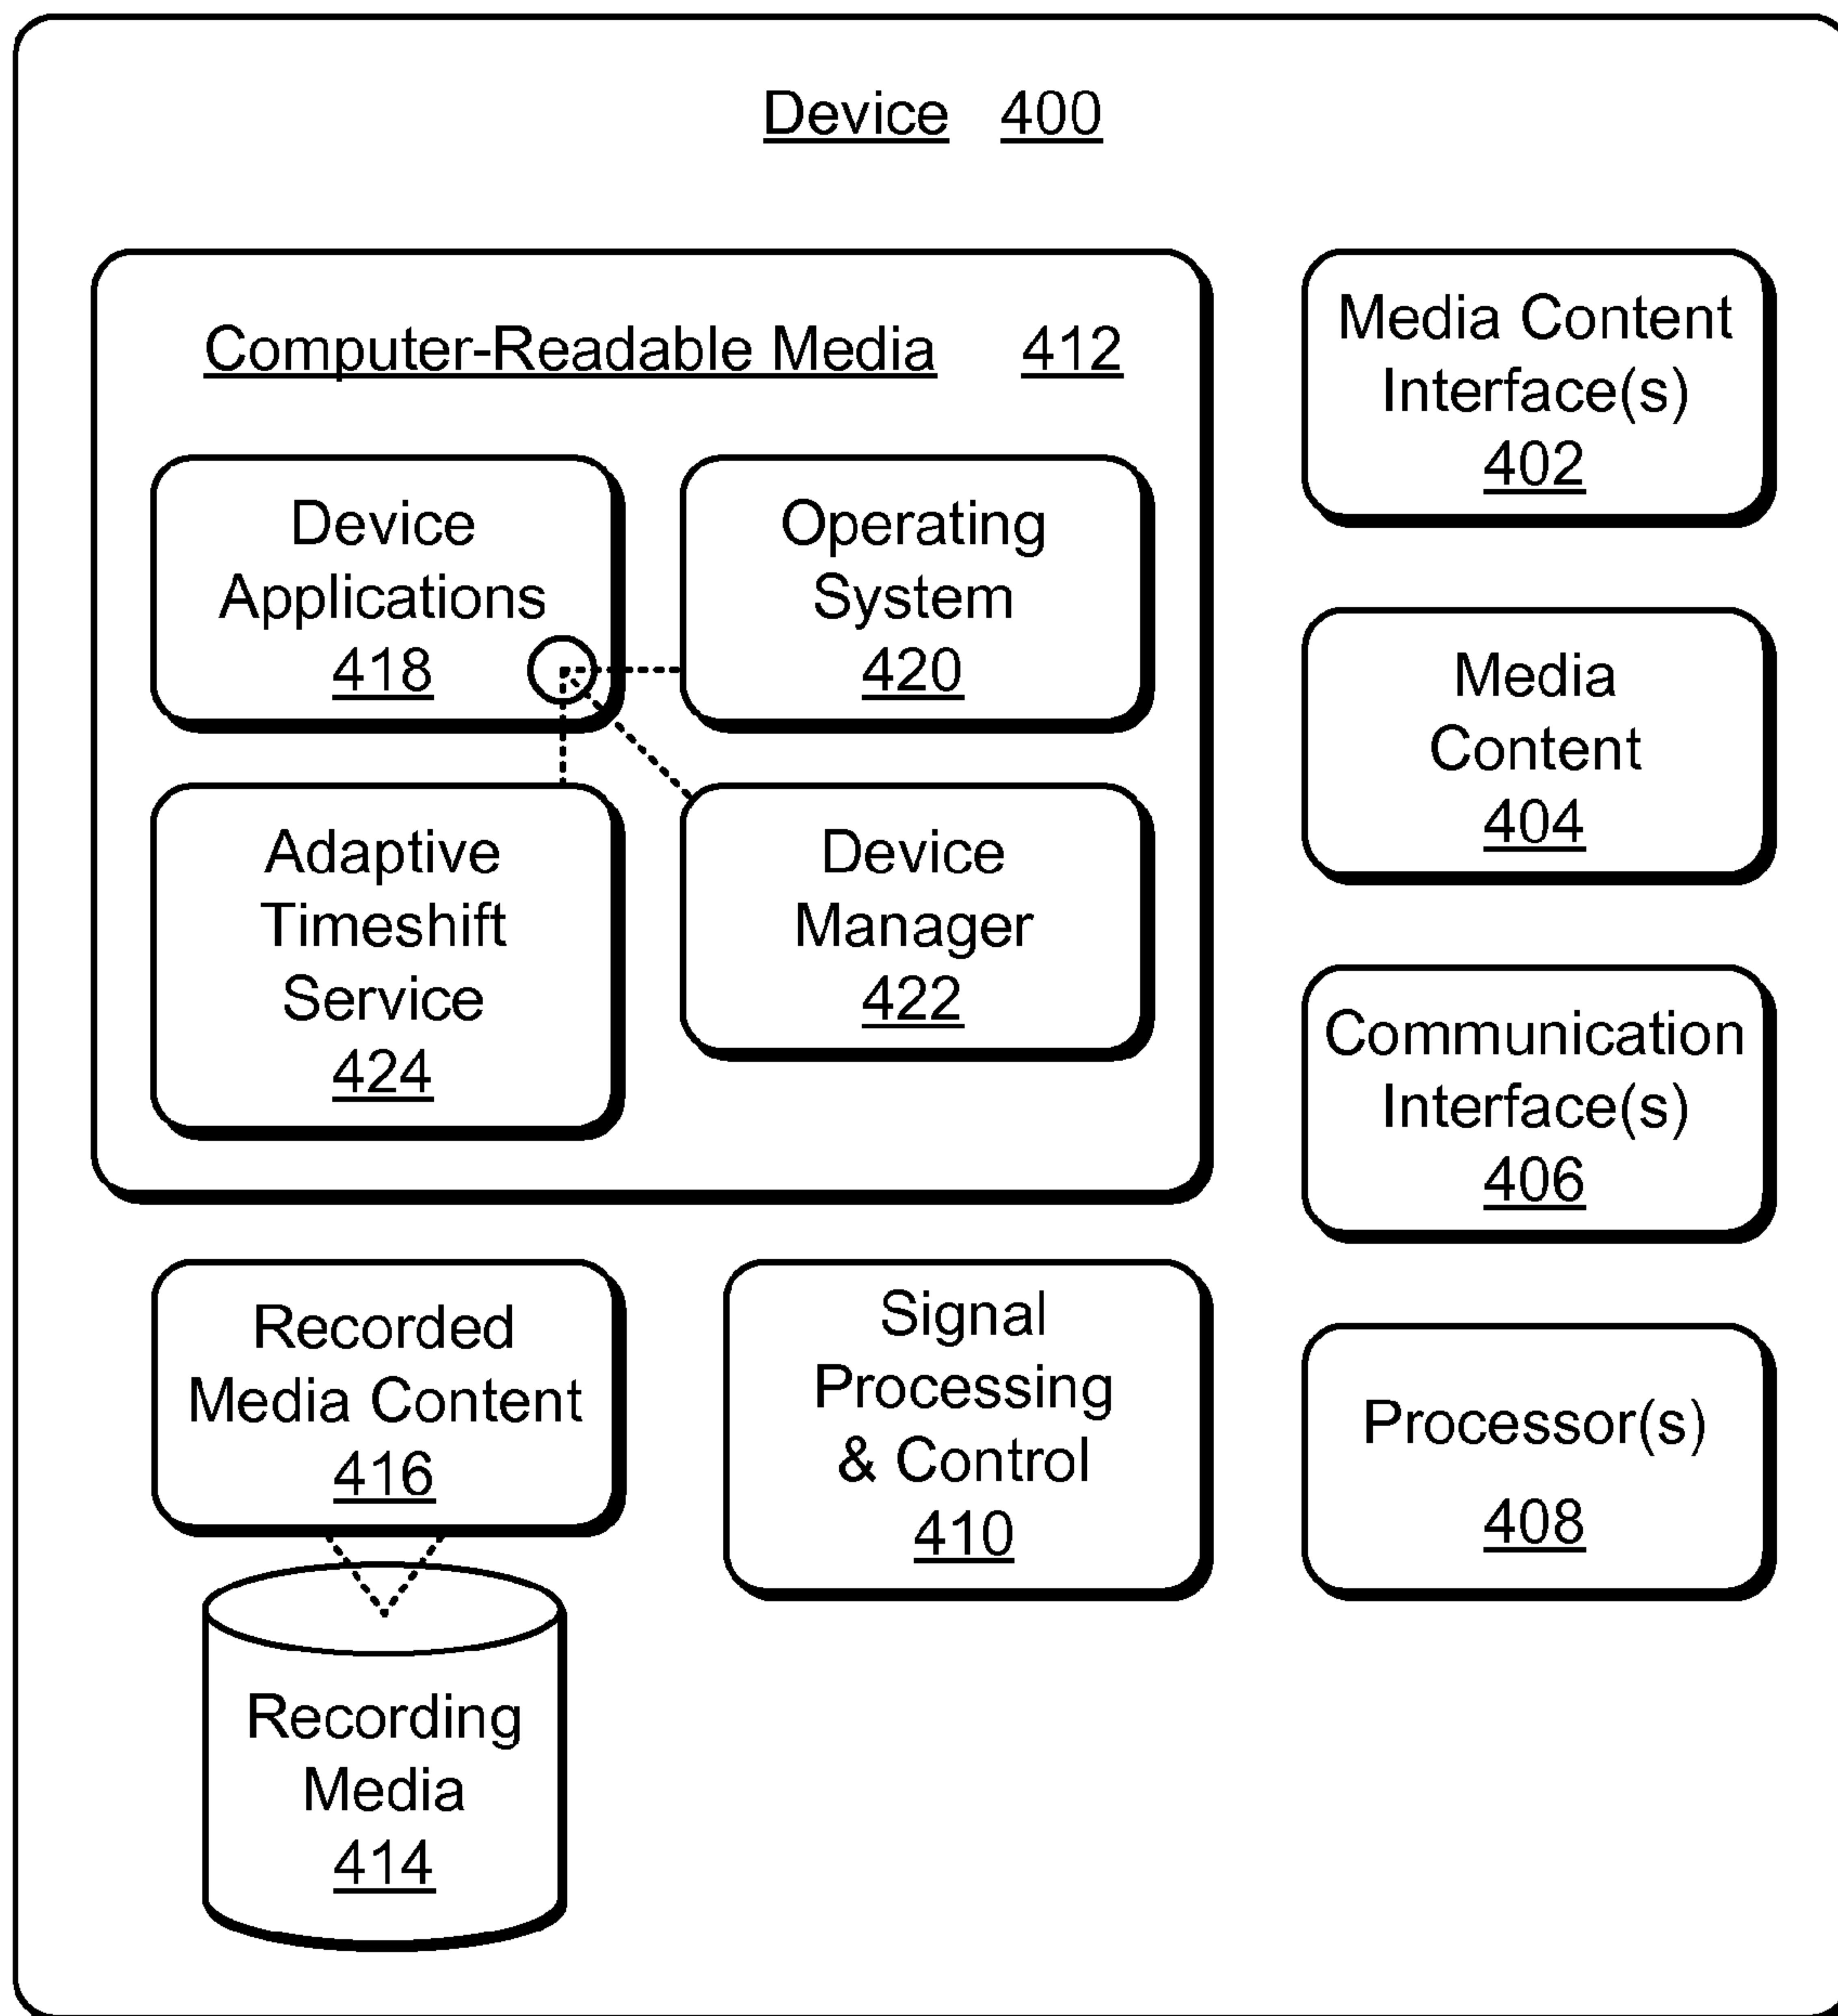 Device 400
Computer-Readable Media 412
Device
Applications
418
Operating
System
420
Adaptive
Timeshift
Service
424
Device
Manager
422
Media Content
Interface(s)
402
Media
Content
404
Communication
Interface(s)
406
Processor(s)
408
Recorded
Media Content
416
Signal
Processing
& Control
410
Recording
Media
414